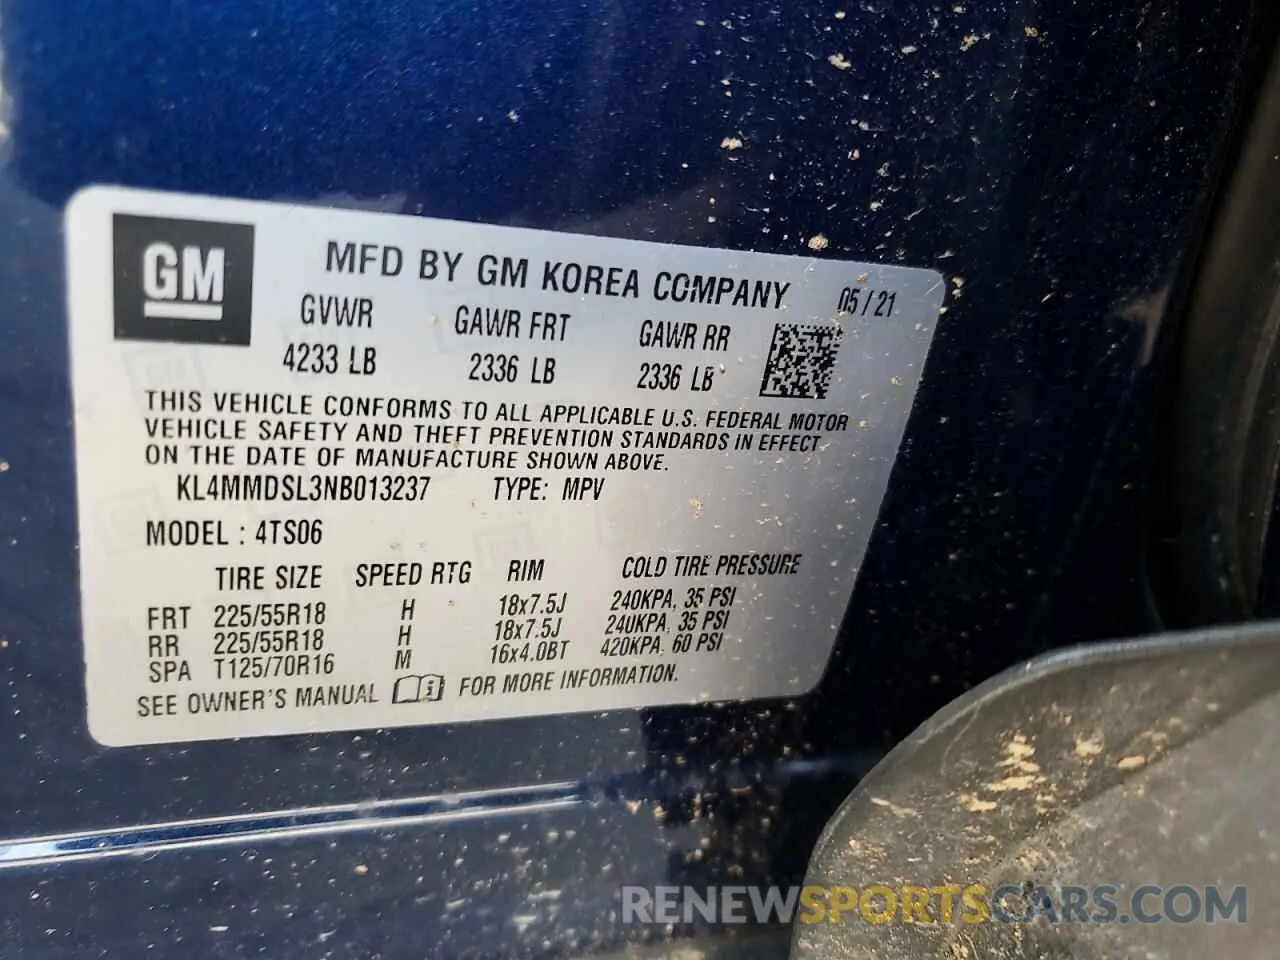 GM
MFD BY GM KOREA COMPANY 05/21
GVWR GAWR FRT GAWR RR
4233 LB 2336 LB 2336 LB
THIS VEHICLE CONFORMS TO ALL APPLICABLE U.S. FEDERAL MOTOR
VEHICLE SAFETY AND THEFT PREVENTION STANDARDS IN EFFECT
ON THE DATE OF MANUFACTURE SHOWN ABOVE.
KL4MMDSL3NB013237 TYPE: MPV
MODEL : 4TS06
TIRE SIZE SPEED RTG RIM COLD TIRE PRESSURE
FRT 225/55R18 H 18x7.5J 240KPA, 35 PSI
RR 225/55R18 H 18x7.5J 240KPA, 35 PSI
SPA T125/70R16 M 16x4.0BT 420KPA, 60 PSI
SEE OWNER'S MANUAL i FOR MORE INFORMATION.
RENEWSPORTSCARS.COM